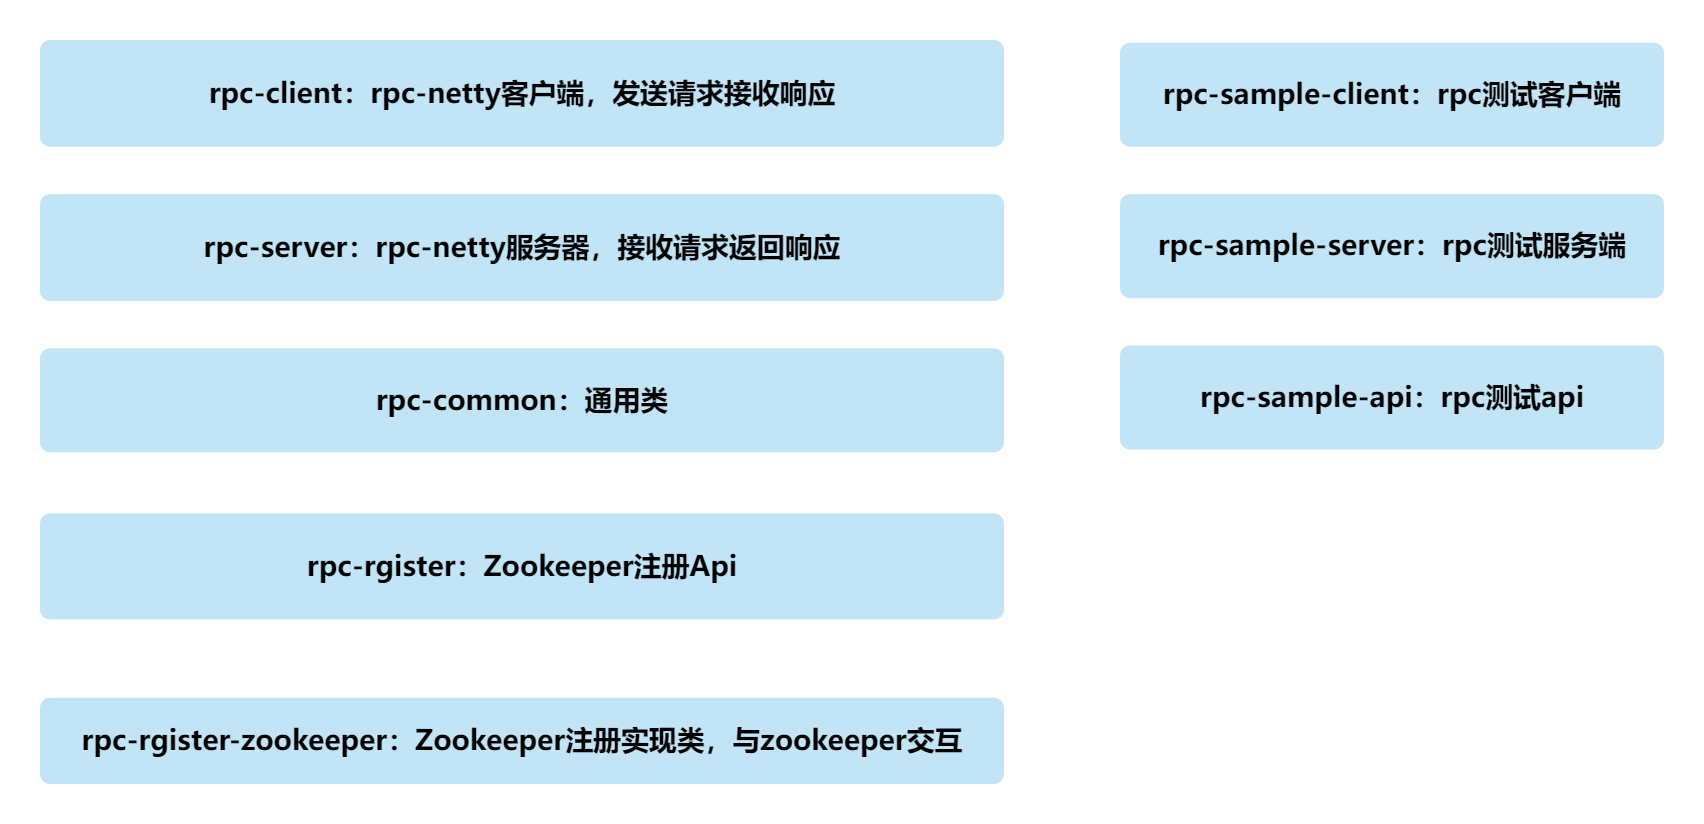 rpc-client：rpc-netty客户端，发送请求接收响应
rpc-server：rpc-netty服务器，接收请求返回响应
rpc-common：通用类
rpc-rgister：Zookeeper注册Api
rpc-rgister-zookeeper：Zookeeper注册实现类，与zookeeper交互
rpc-sample-client：rpc测试客户端
rpc-sample-server：rpc测试服务端
rpc-sample-api：rpc测试api